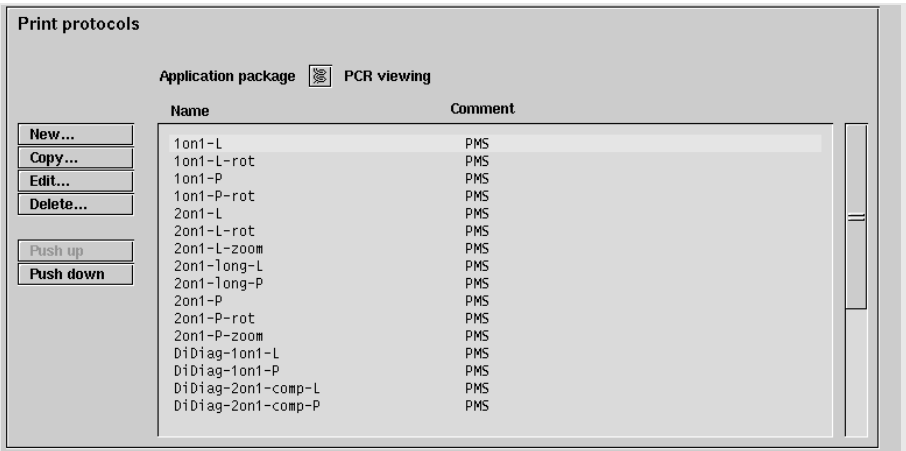 Print protocols
Application package PCR viewing
Name Comment
New...
Copy...
Edit...
Delete...
Push up
Push down
1on1-L PMS
1on1-L-rot PMS
1on1-P PMS
1on1-P-rot PMS
2on1-L PMS
2on1-L-rot PMS
2on1-L-zoom PMS
2on1-long-L PMS
2on1-long-P PMS
2on1-P PMS
2on1-P-rot PMS
2on1-P-zoom PMS
DiDiag-1on1-L PMS
DiDiag-1on1-P PMS
DiDiag-2on1-comp-L PMS
DiDiag-2on1-comp-P PMS